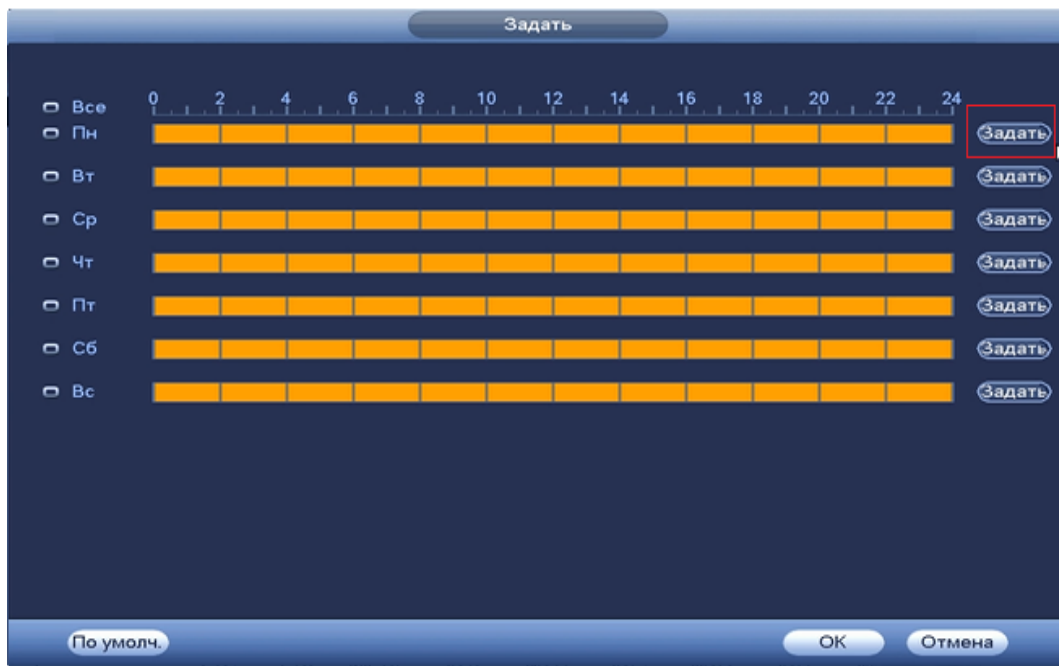 Задать
Все 0 2 4 6 8 10 12 14 16 18 20 22 24
Пн Задать
Вт Задать
Ср Задать
Чт Задать
Пт Задать
Сб Задать
Вс Задать
По умолч. OK Отмена